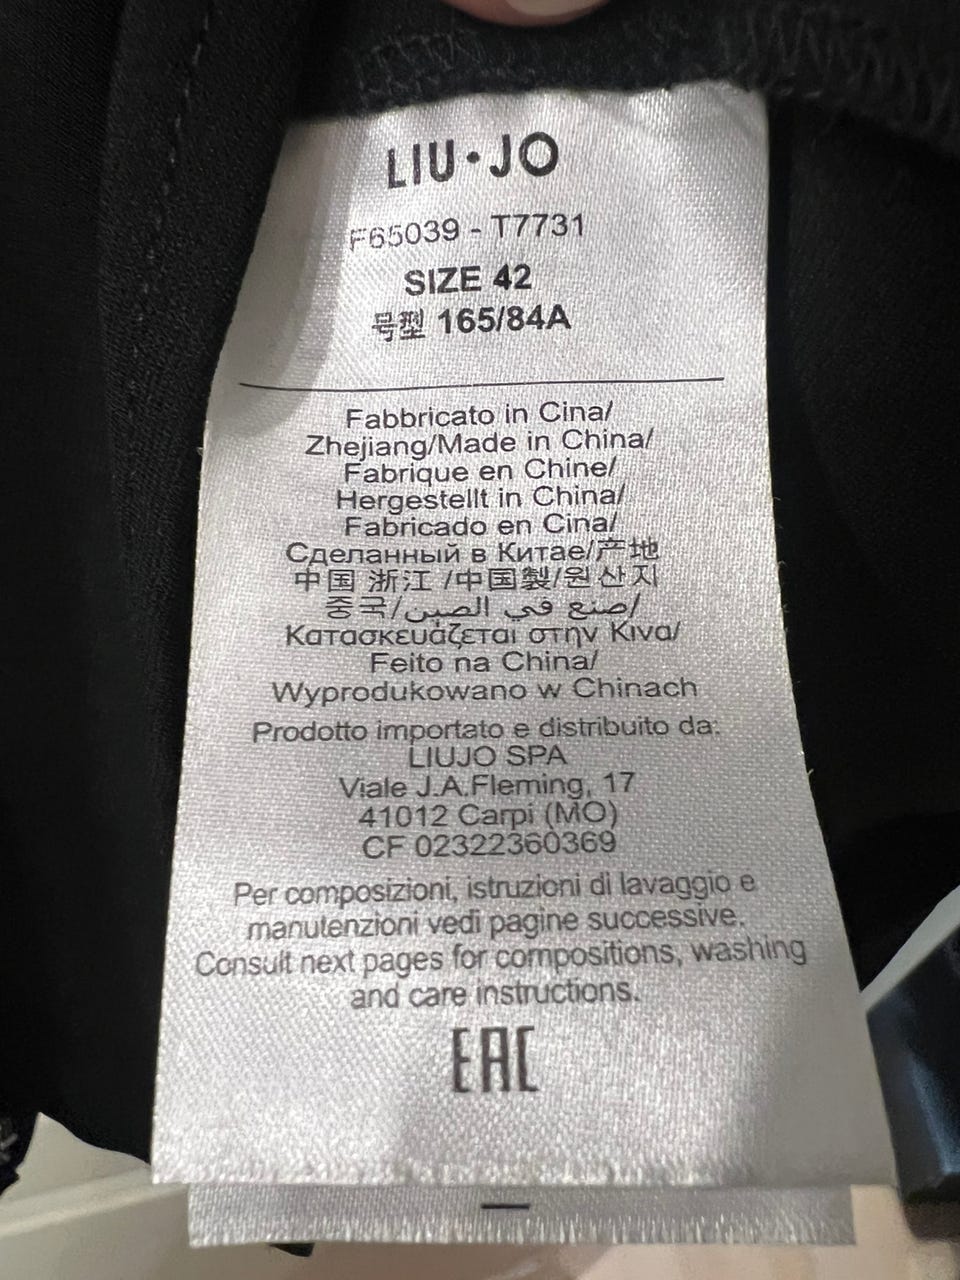 LIU·JO
F65039 - T7731
SIZE 42
号型 165/84A
Fabbricato in Cina/
Zhejiang/Made in China/
Fabrique en Chine/
Hergestellt in China/
Fabricado en Cina/
Сделанный в Китае/产地
中国 浙江 /中国製/원산지
중국/صنع في الصين/
Κατασκευάζεται στην Κινα/
Feito na China/
Wyprodukowano w Chinach
Prodotto importato e distribuito da:
LIUJO SPA
Viale J.A.Fleming, 17
41012 Carpi (MO)
CF 02322360369
Per composizioni, istruzioni di lavaggio e
manutenzioni vedi pagine successive.
Consult next pages for compositions, washing
and care instructions.
EAC